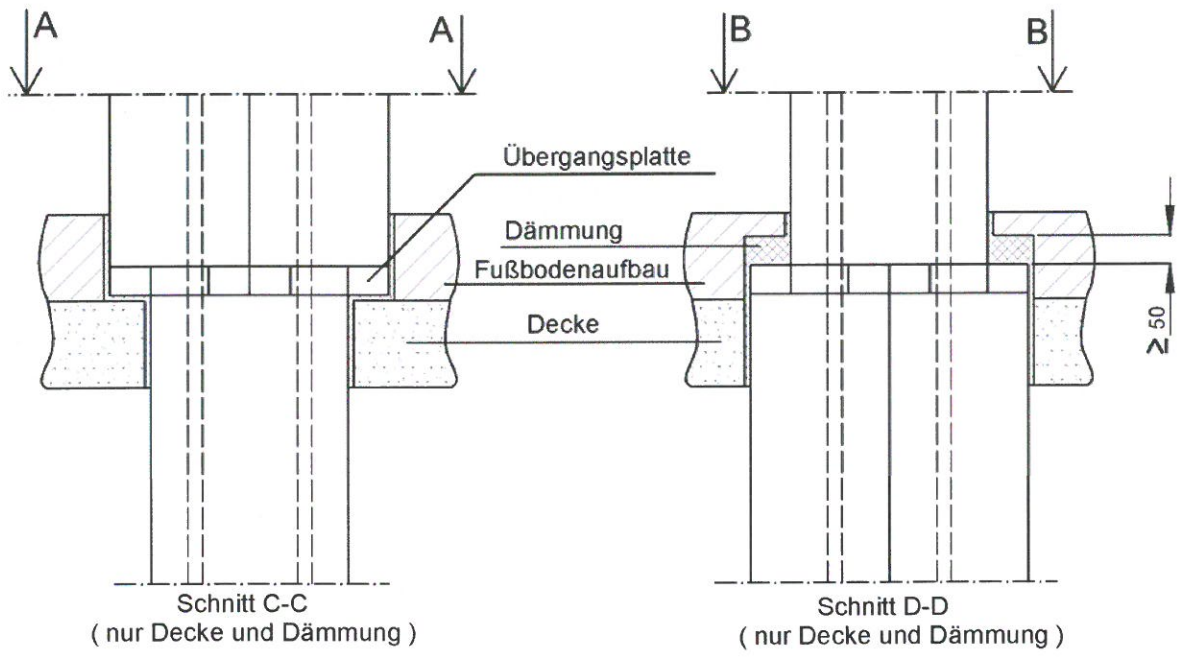 A
A
B
B
Übergangsplatte
Dämmung
Fußbodenaufbau
Decke
≥ 50
Schnitt C-C
( nur Decke und Dämmung )
Schnitt D-D
( nur Decke und Dämmung )